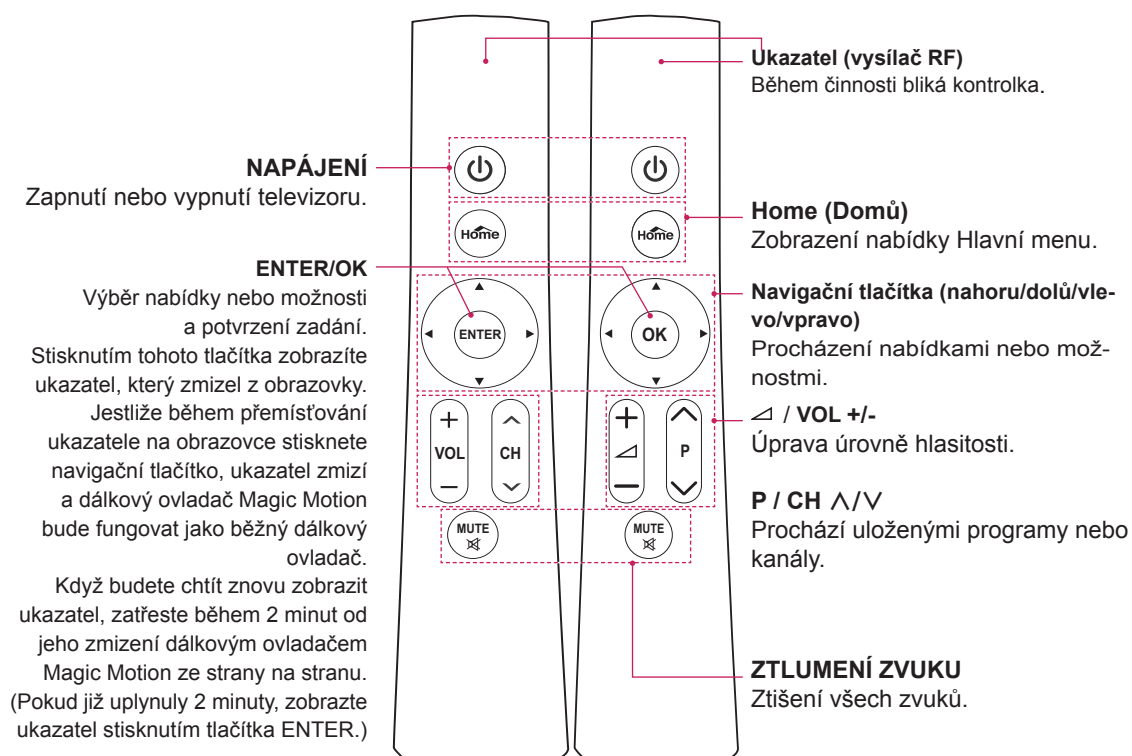 Ukazatel (vysílač RF)
Během činnosti bliká kontrolka.
NAPÁJENÍ
Zapnutí nebo vypnutí televizoru.
Home
Home
Home (Domů)
Zobrazení nabídky Hlavní menu.
ENTER/OK
Výběr nabídky nebo možnosti
a potvrzení zadání.
Stisknutím tohoto tlačítka zobrazíte
ukazatel, který zmizel z obrazovky.
Jestliže během přemísťování
ukazatele na obrazovce stisknete
navigační tlačítko, ukazatel zmizí
a dálkový ovladač Magic Motion
bude fungovat jako běžný dálkový
ovladač.
Když budete chtít znovu zobrazit
ukazatel, zatřeste během 2 minut od
jeho zmizení dálkovým ovladačem
Magic Motion ze strany na stranu.
(Pokud již uplynuly 2 minuty, zobrazte
ukazatel stisknutím tlačítka ENTER.)
ENTER
OK
Navigační tlačítka (nahoru/dolů/vle-
vo/vpravo)
Procházení nabídkami nebo mož-
nostmi.
+
VOL
−
CH
+
−
P
⊿ / VOL +/-
Úprava úrovně hlasitosti.
P / CH ∧/∨
Prochází uloženými programy nebo
kanály.
MUTE
MUTE
ZTLUMENÍ ZVUKU
Ztišení všech zvuků.